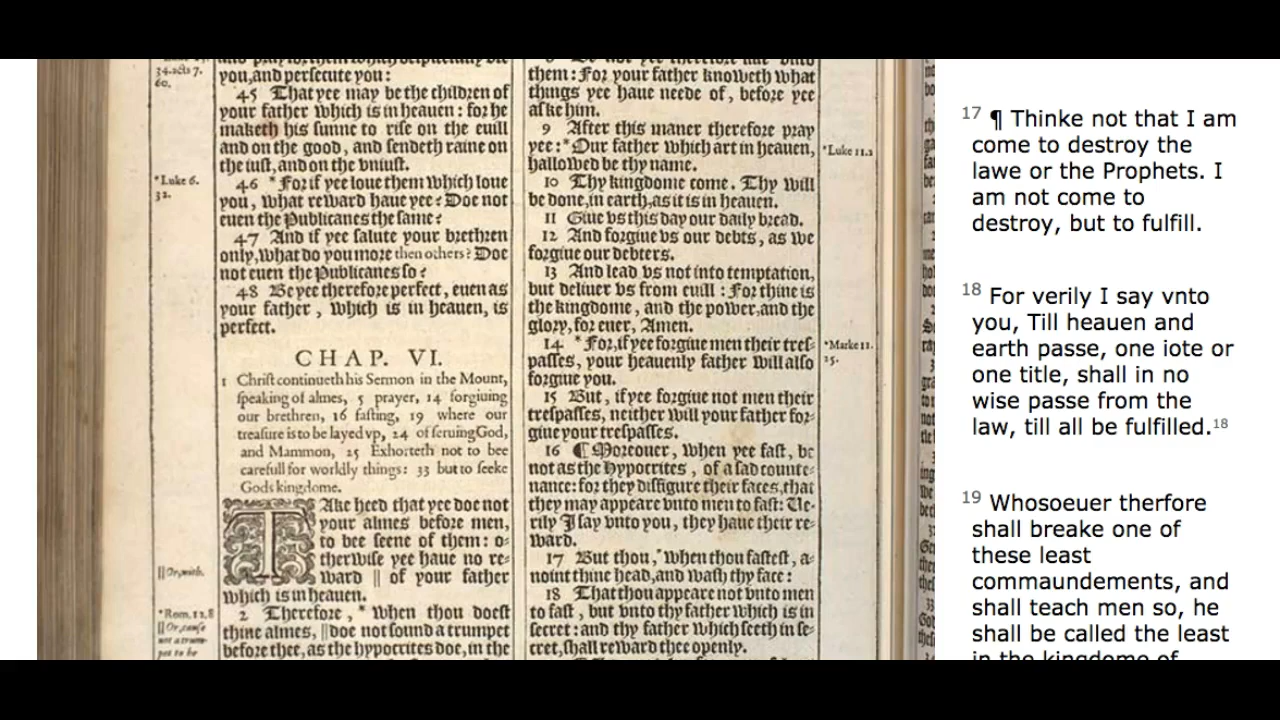 34. acts 7.
60.
you, and persecute you:
45 That yee may be the children of
your father which is in heauen: for he
maketh his sunne to rise on the euill
and on the good, and sendeth raine on
the iust, and on the vniust.
*Luke 6.
32.
46 * For if yee loue them which loue
you, what reward haue yee? Doe not
euen the Publicanes the same?
47 And if yee salute your brethren
only, what do you more then others? Doe
not euen the Publicanes so?
48 Be yee therefore perfect, euen as
your father, which is in heauen, is
perfect.
CHAP. VI.
1 Christ continueth his Sermon in the Mount,
speaking of almes, 5 prayer, 14 forgiuing
our brethren, 16 fasting, 19 where our
treasure is to be layed vp, 24 of seruing God,
and Mammon, 25 Exhorteth not to bee
carefull for worldly things: 33 but to seeke
Gods kingdome.
TAke heed that yee doe not
your almes before men,
to bee seene of them: o-
therwise yee haue no re-
ward || of your father
which is in heauen.
|| Or, with.
2 Therefore, * when thou doest
thine almes, || doe not sound a trumpet
before thee, as the hypocrites doe, in the
*Rom. 12.8
|| Or, cause
not a trum-
pet to be
them: For your father knoweth what
things yee haue neede of, before yee
aske him.
9 After this maner therefore pray
yee: * Our father which art in heauen,
hallowed be thy name.
*Luke 11.2
10 Thy kingdome come. Thy will
be done, in earth, as it is in heauen.
11 Giue vs this day our daily bread.
12 And forgiue vs our debts, as we
forgiue our debters.
13 And lead vs not into temptation,
but deliuer vs from euill: For thine is
the kingdome, and the power, and the
glory, for euer, Amen.
14 * For, if yee forgiue men their tres-
passes, your heauenly father will also
forgiue you.
*Marke 11.
25.
15 But, if yee forgiue not men their
trespasses, neither will your father for-
giue your trespasses.
16 ¶ Moreouer, when yee fast, be
not as the Hypocrites, of a sad counte-
nance: for they disfigure their faces, that
they may appeare vnto men to fast: Ue-
rily I say vnto you, they haue their re-
ward.
17 But thou, when thou fastest, a-
noint thine head, and wash thy face:
18 That thou appeare not vnto men
to fast, but vnto thy father which is in
secret: and thy father which seeth in se-
cret, shall reward thee openly.
17 ¶ Thinke not that I am
come to destroy the
lawe or the Prophets. I
am not come to
destroy, but to fulfill.
18 For verily I say vnto
you, Till heauen and
earth passe, one iote or
one title, shall in no
wise passe from the
law, till all be fulfilled.18
19 Whosoeuer therfore
shall breake one of
these least
commaundements, and
shall teach men so, he
shall be called the least
in the kingdome of